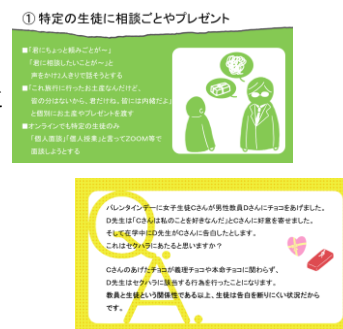 ① 特定の生徒に相談ごとやプレゼント
■「君にちょっと頼みごとが～」
「君に相談したいことが～」と
声をかけ2人きりで話そうとする
■「これ旅行に行ったお土産なんだけど、
皆の分はないから、君だけね。皆には内緒だよ」
と個別にお土産やプレゼントを渡す
■オンラインでも特定の生徒のみ
「個人面談」「個人授業」と言ってZOOM等で
面談しようとする
バレンタインデーに女子生徒Cさんが男性教員Dさんにチョコをあげました。
D先生は「Cさんは私のことを好きなんだ」とCさんに好意を寄せました。
そして在学中にD先生がCさんに告白したとします。
これはセクハラにあたると思いますか？
Cさんのあげたチョコが義理チョコや本命チョコに関わらず、
D先生はセクハラに該当する行為を行ったことになります。
教員と生徒という関係性である以上、生徒は告白を断りにくい状況だから
です。
Q
A